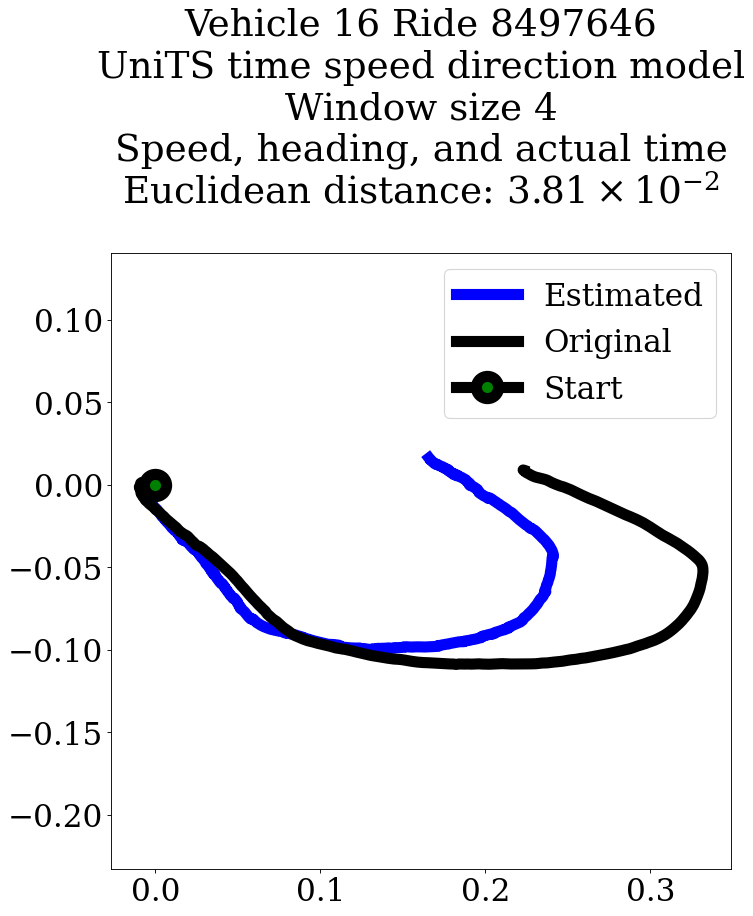 Vehicle 16 Ride 8497646
UniTS time speed direction model
Window size 4
Speed, heading, and actual time
Euclidean distance: 3.81 × 10⁻²
Estimated
Original
Start
0.10
0.05
0.00
−0.05
−0.10
−0.15
−0.20
0.0 0.1 0.2 0.3